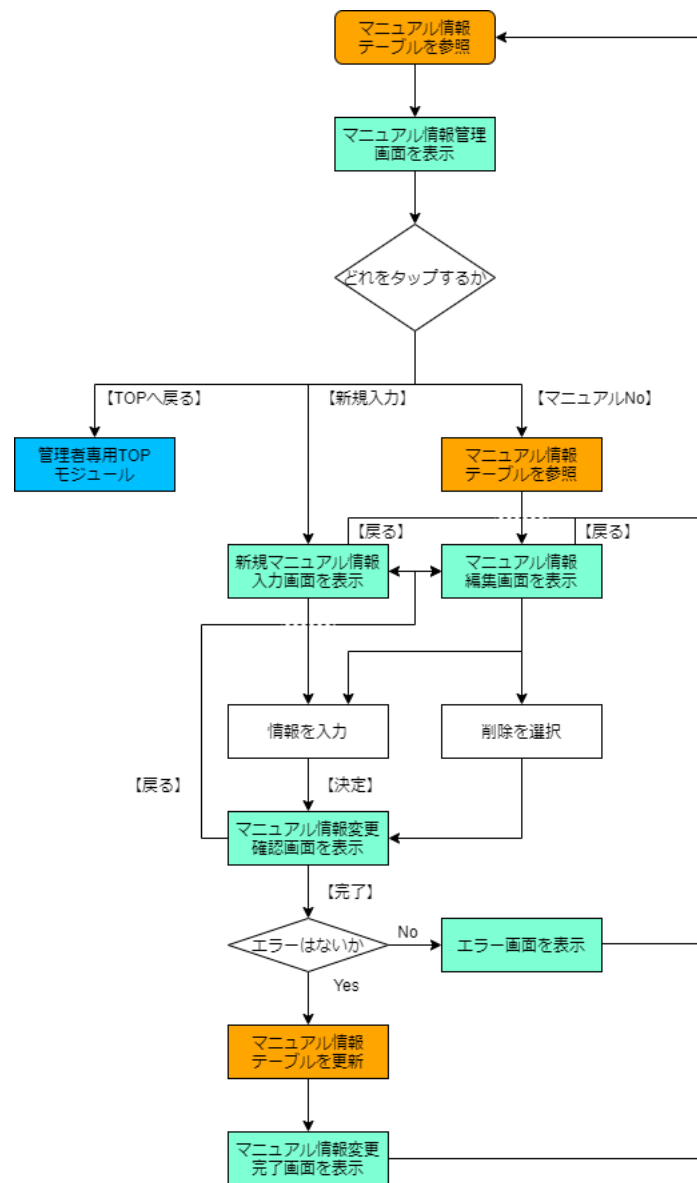 マニュアル情報
テーブルを参照
マニュアル情報管理
画面を表示
どれをタップするか
【TOPへ戻る】
【新規入力】
【マニュアルNo】
管理者専用TOP
モジュール
マニュアル情報
テーブルを参照
【戻る】
【戻る】
新規マニュアル情報
入力画面を表示
マニュアル情報
編集画面を表示
情報を入力
削除を選択
【戻る】
【決定】
マニュアル情報変更
確認画面を表示
【完了】
エラーはないか
No
エラー画面を表示
Yes
マニュアル情報
テーブルを更新
マニュアル情報変更
完了画面を表示